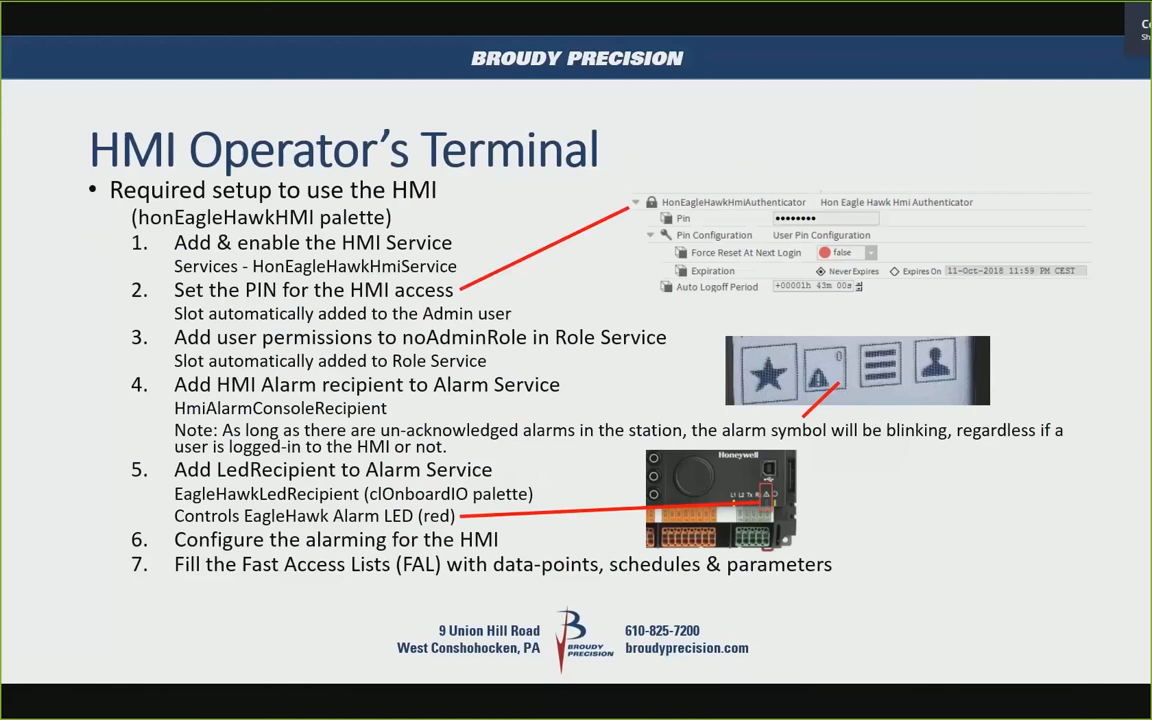 BROUDY PRECISION
HMI Operator's Terminal
• Required setup to use the HMI
(honEagleHawkHMI palette)
1. Add & enable the HMI Service
Services - HonEagleHawkHmiService
2. Set the PIN for the HMI access
Slot automatically added to the Admin user
3. Add user permissions to noAdminRole in Role Service
Slot automatically added to Role Service
4. Add HMI Alarm recipient to Alarm Service
HmiAlarmConsoleRecipient
Note: As long as there are un-acknowledged alarms in the station, the alarm symbol will be blinking, regardless if a
user is logged-in to the HMI or not.
5. Add LedRecipient to Alarm Service
EagleHawkLedRecipient (clOnboardIO palette)
Controls EagleHawk Alarm LED (red)
6. Configure the alarming for the HMI
7. Fill the Fast Access Lists (FAL) with data-points, schedules & parameters
HonEagleHawkHmiAuthenticator Hon Eagle Hawk Hmi Authenticator
Pin ••••••••
Pin Configuration User Pin Configuration
Force Reset At Next Login false
Expiration Never Expires Expires On 11-Oct-2018 11:59 PM CEST
Auto Logoff Period +00001h 43m 00s
0
Honeywell
L1 L2 Tx
9 Union Hill Road
West Conshohocken, PA
BROUDY
PRECISION
610-825-7200
broudyprecision.com